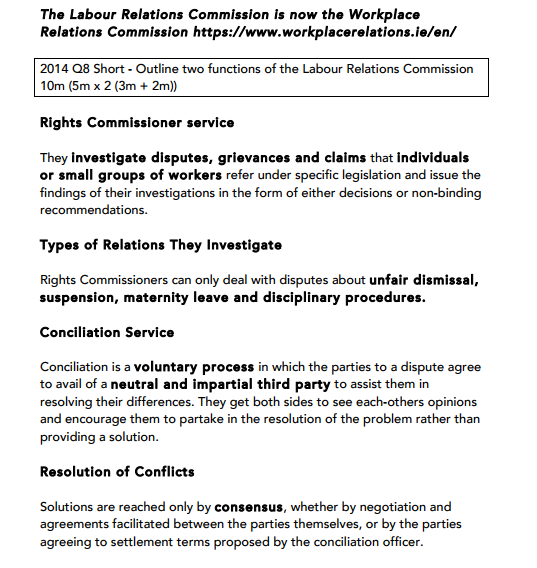 The Labour Relations Commission is now the Workplace
Relations Commission https://www.workplacerelations.ie/en/
2014 Q8 Short - Outline two functions of the Labour Relations Commission
10m (5m x 2 (3m + 2m))
Rights Commissioner service
They investigate disputes, grievances and claims that individuals
or small groups of workers refer under specific legislation and issue the
findings of their investigations in the form of either decisions or non-binding
recommendations.
Types of Relations They Investigate
Rights Commissioners can only deal with disputes about unfair dismissal,
suspension, maternity leave and disciplinary procedures.
Conciliation Service
Conciliation is a voluntary process in which the parties to a dispute agree
to avail of a neutral and impartial third party to assist them in
resolving their differences. They get both sides to see each-others opinions
and encourage them to partake in the resolution of the problem rather than
providing a solution.
Resolution of Conflicts
Solutions are reached only by consensus, whether by negotiation and
agreements facilitated between the parties themselves, or by the parties
agreeing to settlement terms proposed by the conciliation officer.